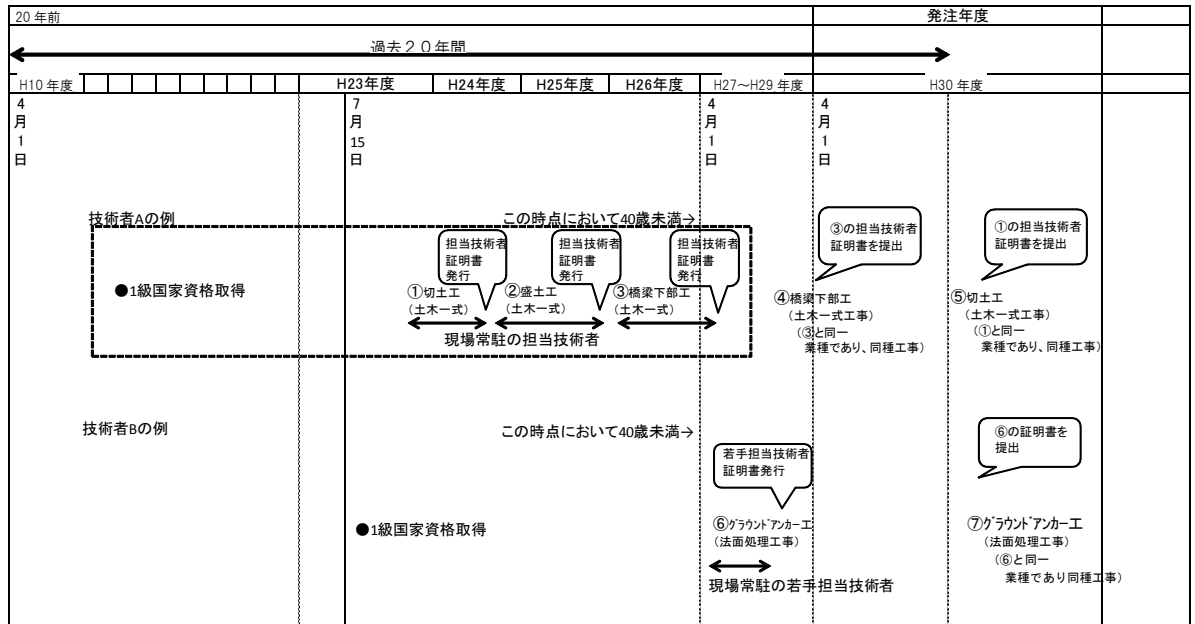 20 年前
発注年度
過去２０年間
H10 年度
H23年度
H24年度
H25年度
H26年度
H27～H29 年度
H30 年度
4
月
1
日
7
月
15
日
4
月
1
日
4
月
1
日
技術者Aの例
この時点において40歳未満→
担当技術者
証明書
発行
担当技術者
証明書
発行
担当技術者
証明書
発行
③の担当技術者
証明書を提出
①の担当技術者
証明書を提出
●1級国家資格取得
①切土工
（土木一式）
②盛土工
（土木一式）
③橋梁下部工
（土木一式）
現場常駐の担当技術者
④橋梁下部工
（土木一式工事）
（③と同一
業種であり、同種工事）
⑤切土工
（土木一式工事）
（①と同一
業種であり、同種工事）
技術者Bの例
この時点において40歳未満→
若手担当技術者
証明書発行
⑥の証明書を
提出
●1級国家資格取得
⑥グラウンドアンカー工
（法面処理工事）
現場常駐の若手担当技術者
⑦グラウンドアンカー工
（法面処理工事）
（⑥と同一
業種であり同種工事）